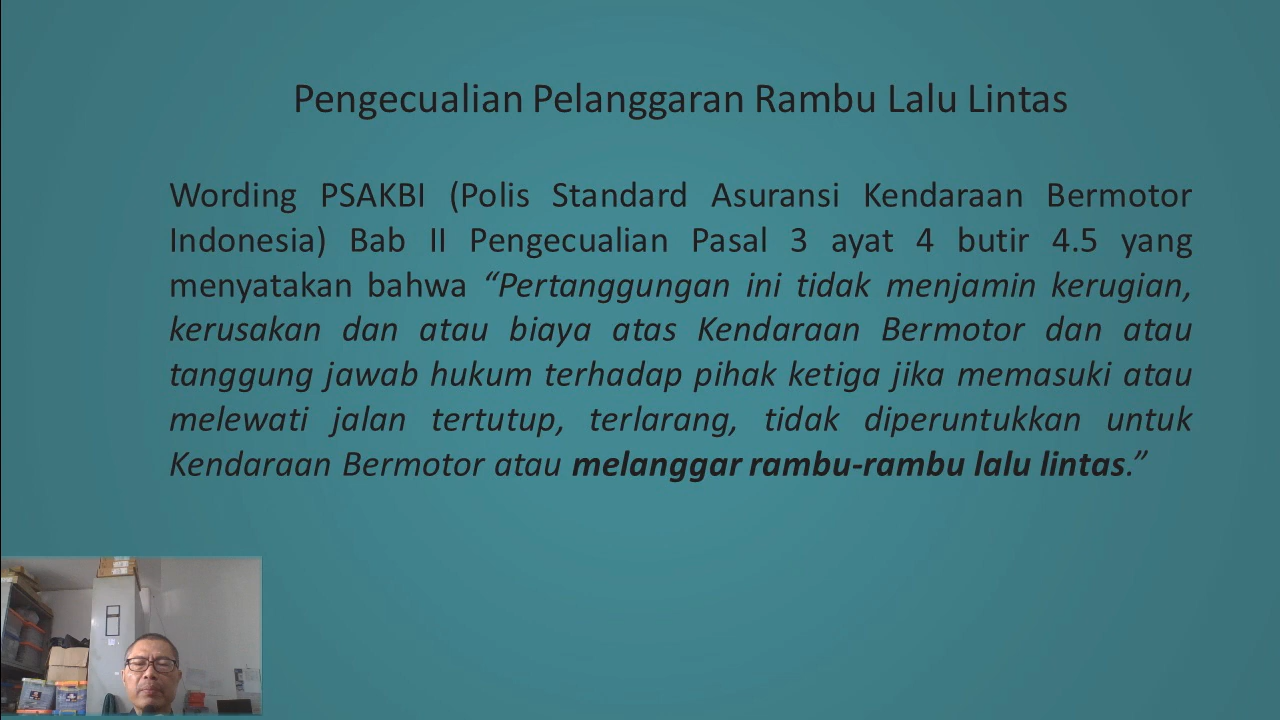 Pengecualian Pelanggaran Rambu Lalu Lintas
Wording PSAKBI (Polis Standard Asuransi Kendaraan Bermotor
Indonesia) Bab II Pengecualian Pasal 3 ayat 4 butir 4.5 yang
menyatakan bahwa “Pertanggungan ini tidak menjamin kerugian,
kerusakan dan atau biaya atas Kendaraan Bermotor dan atau
tanggung jawab hukum terhadap pihak ketiga jika memasuki atau
melewati jalan tertutup, terlarang, tidak diperuntukkan untuk
Kendaraan Bermotor atau melanggar rambu-rambu lalu lintas.”